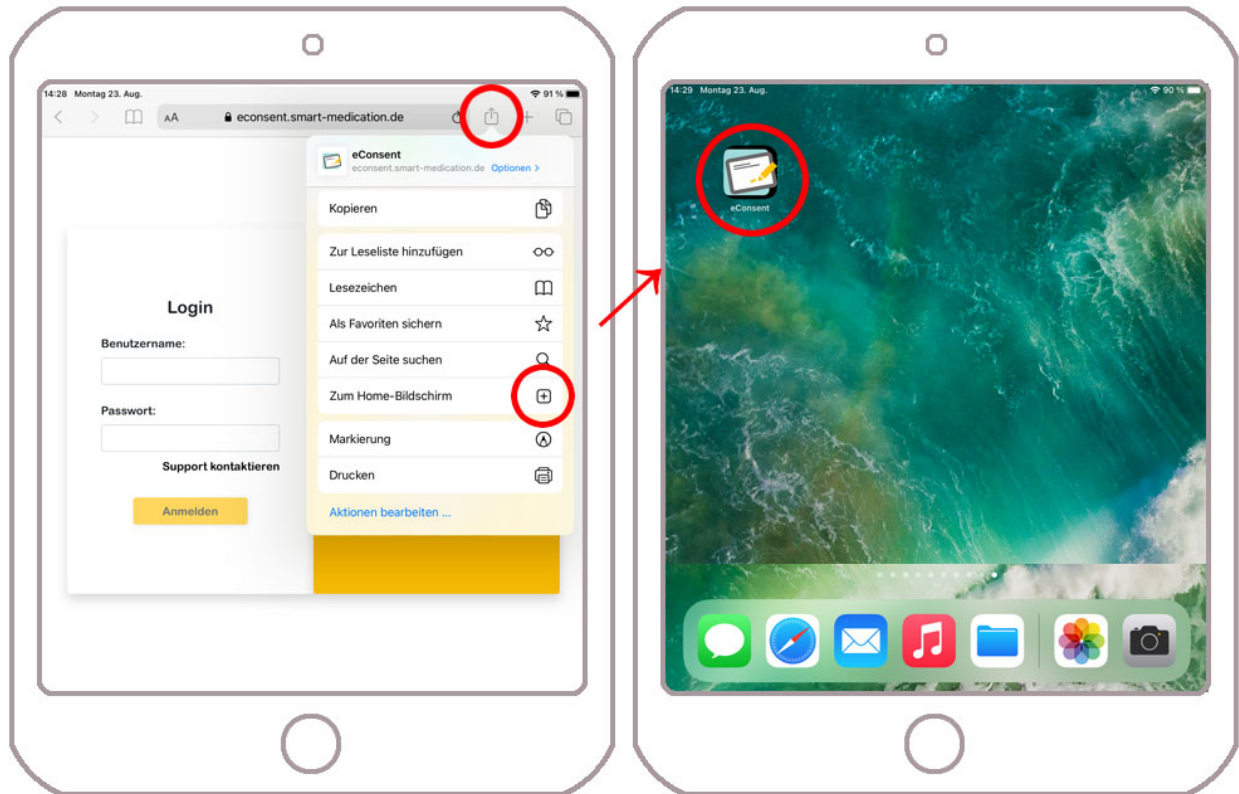 14:28 Montag 23. Aug.
91 %
AA econsent.smart-medication.de
eConsent
econsent.smart-medication.de Optionen >
Kopieren
Zur Leseliste hinzufügen
Lesezeichen
Als Favoriten sichern
Auf der Seite suchen
Zum Home-Bildschirm
Markierung
Drucken
Aktionen bearbeiten ...
Login
Benutzername:
Passwort:
Support kontaktieren
Anmelden
14:29 Montag 23. Aug.
90 %
eConsent